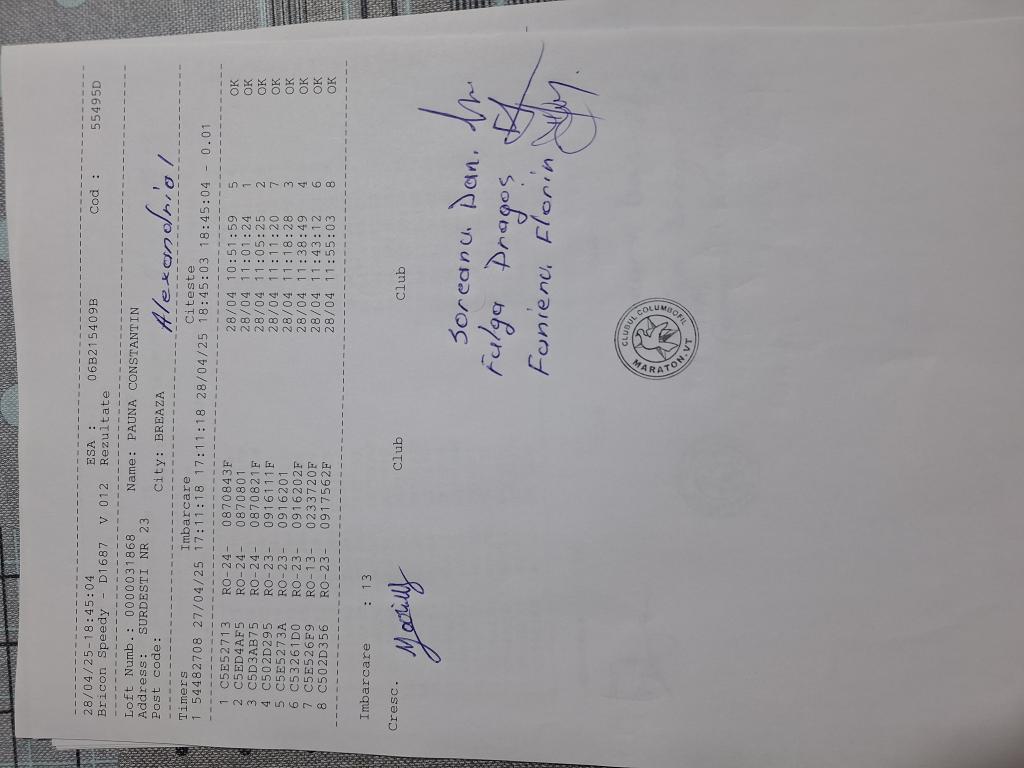 28/04/25-18:45:04 ESA : 06B215409B Cod : 55495D
Bricon Speedy - D1687 V 012 Rezultate
Loft Numb.: 0000031868 Name: PAUNA CONSTANTIN
Address: SURDESTI NR 23
Post code: City: BREAZA
Alexandria 1
Timers Imbarcare Citeste
1 54482708 27/04/25 17:11:18 17:11:18 28/04/25 18:45:03 18:45:04 - 0.01
1 C5E52713 RO-24- 0870843F 28/04 10:51:59 5 OK
2 C5ED4AF5 RO-24- 0870801 28/04 11:01:24 1 OK
3 C5D3AB75 RO-24- 0870821F 28/04 11:05:25 2 OK
4 C502D295 RO-23- 0916111F 28/04 11:11:20 7 OK
5 C5E5273A RO-23- 0916201 28/04 11:18:28 3 OK
6 C53261D0 RO-23- 0916202F 28/04 11:38:49 4 OK
7 C5E526F9 RO-13- 0233720F 28/04 11:43:12 6 OK
8 C502D356 RO-23- 0917562F 28/04 11:55:03 8 OK
Imbarcare : 13
Cresc. Club Club
Soreanu Dan.
Fulga Dragoș
Florin
CLUBUL COLUMBOFIL
MARATON.VT